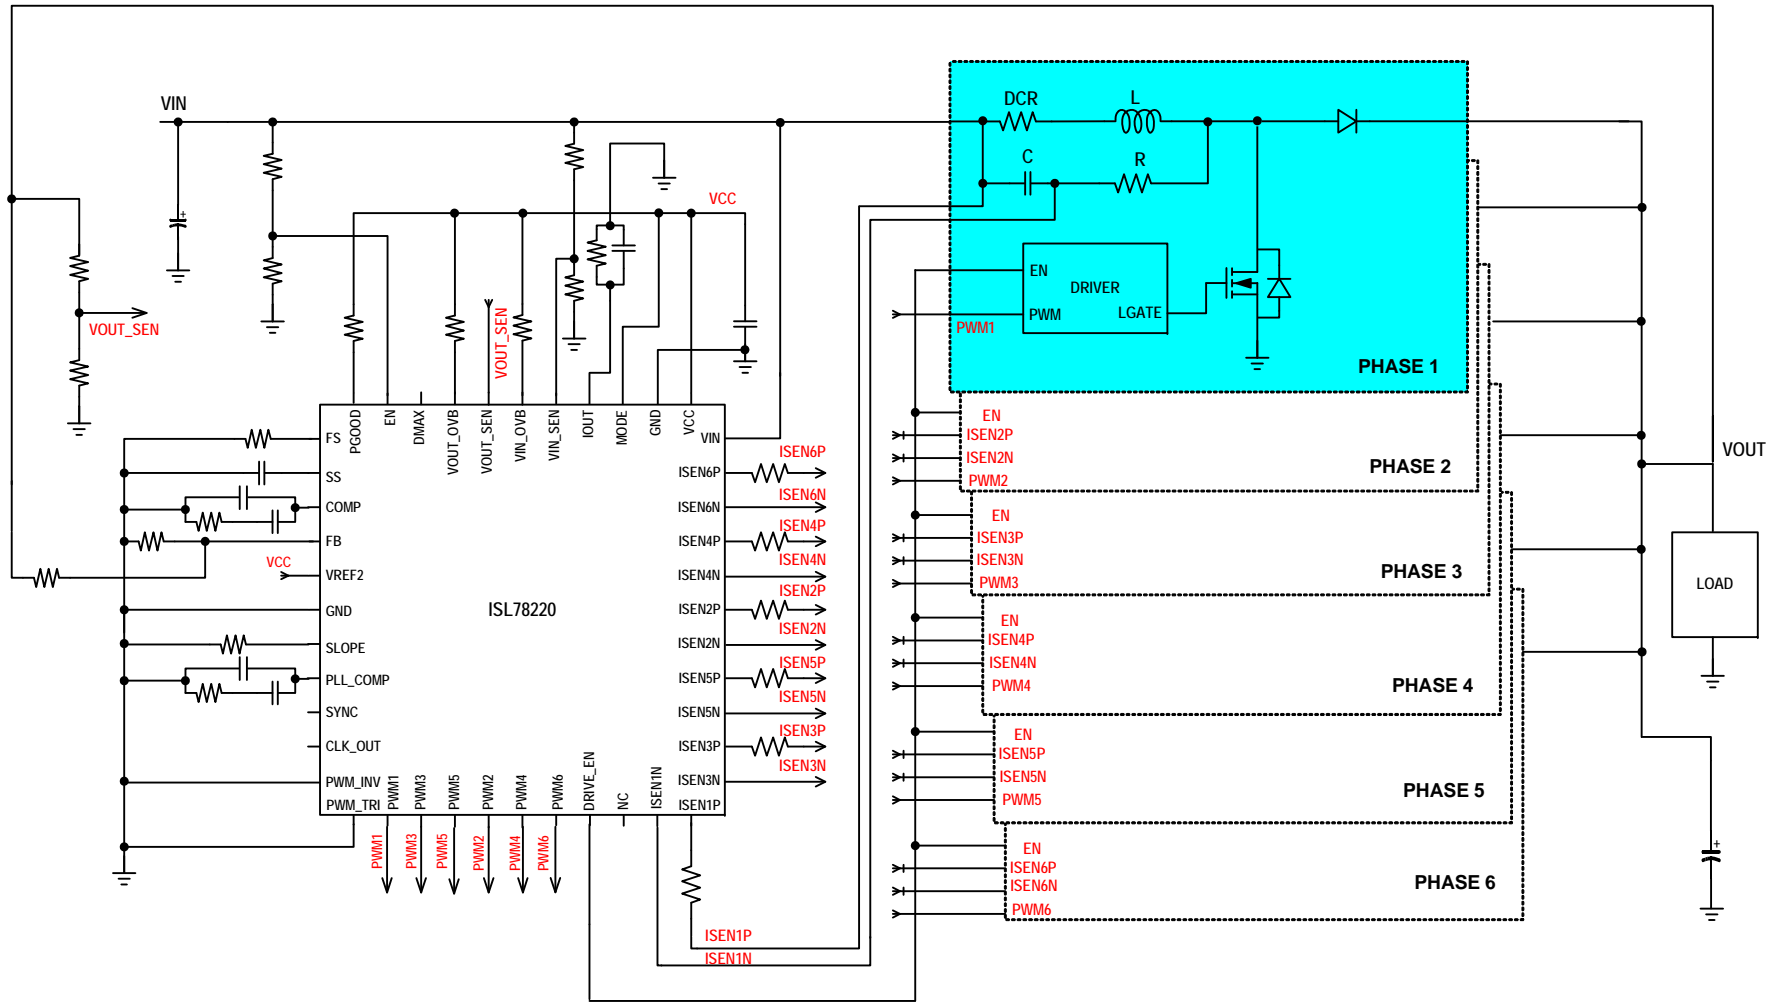 VIN
DCR
L
C
R
VCC
EN
DRIVER
PWM
LGATE
PWM1
PHASE 1
VOUT_SEN
VOUT_SEN
PGOOD
EN
DMAX
VOUT_OVB
VOUT_SEN
VIN_OVB
VIN_SEN
IOUT
MODE
GND
VCC
FS
SS
COMP
FB
VCC
VREF2
GND
SLOPE
PLL_COMP
SYNC
CLK_OUT
PWM_INV
PWM_TRI
ISL78220
VIN
ISEN6P
ISEN6N
ISEN4P
ISEN4N
ISEN2P
ISEN2N
ISEN5P
ISEN5N
ISEN3P
ISEN3N
ISEN1P
ISEN6P
ISEN6N
ISEN4P
ISEN4N
ISEN2P
ISEN2N
ISEN5P
ISEN5N
ISEN3P
ISEN3N
PWM1
PWM3
PWM5
PWM2
PWM4
PWM6
DRIVE_EN
NC
ISEN1N
PWM1
PWM3
PWM5
PWM2
PWM4
PWM6
ISEN1P
ISEN1N
EN
ISEN2P
ISEN2N
PWM2
PHASE 2
EN
ISEN3P
ISEN3N
PWM3
PHASE 3
EN
ISEN4P
ISEN4N
PWM4
PHASE 4
EN
ISEN5P
ISEN5N
PWM5
PHASE 5
EN
ISEN6P
ISEN6N
PWM6
PHASE 6
VOUT
LOAD
+
+